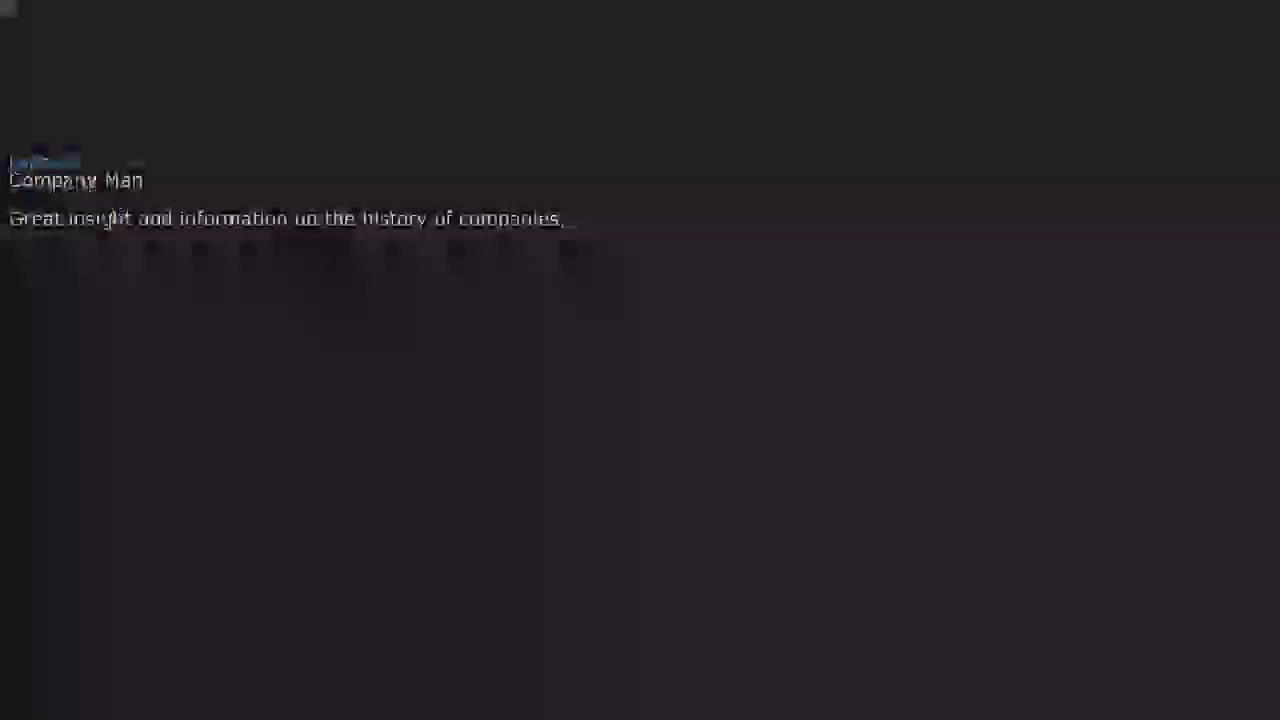 Company Man
Great insight and information on the history of companies.